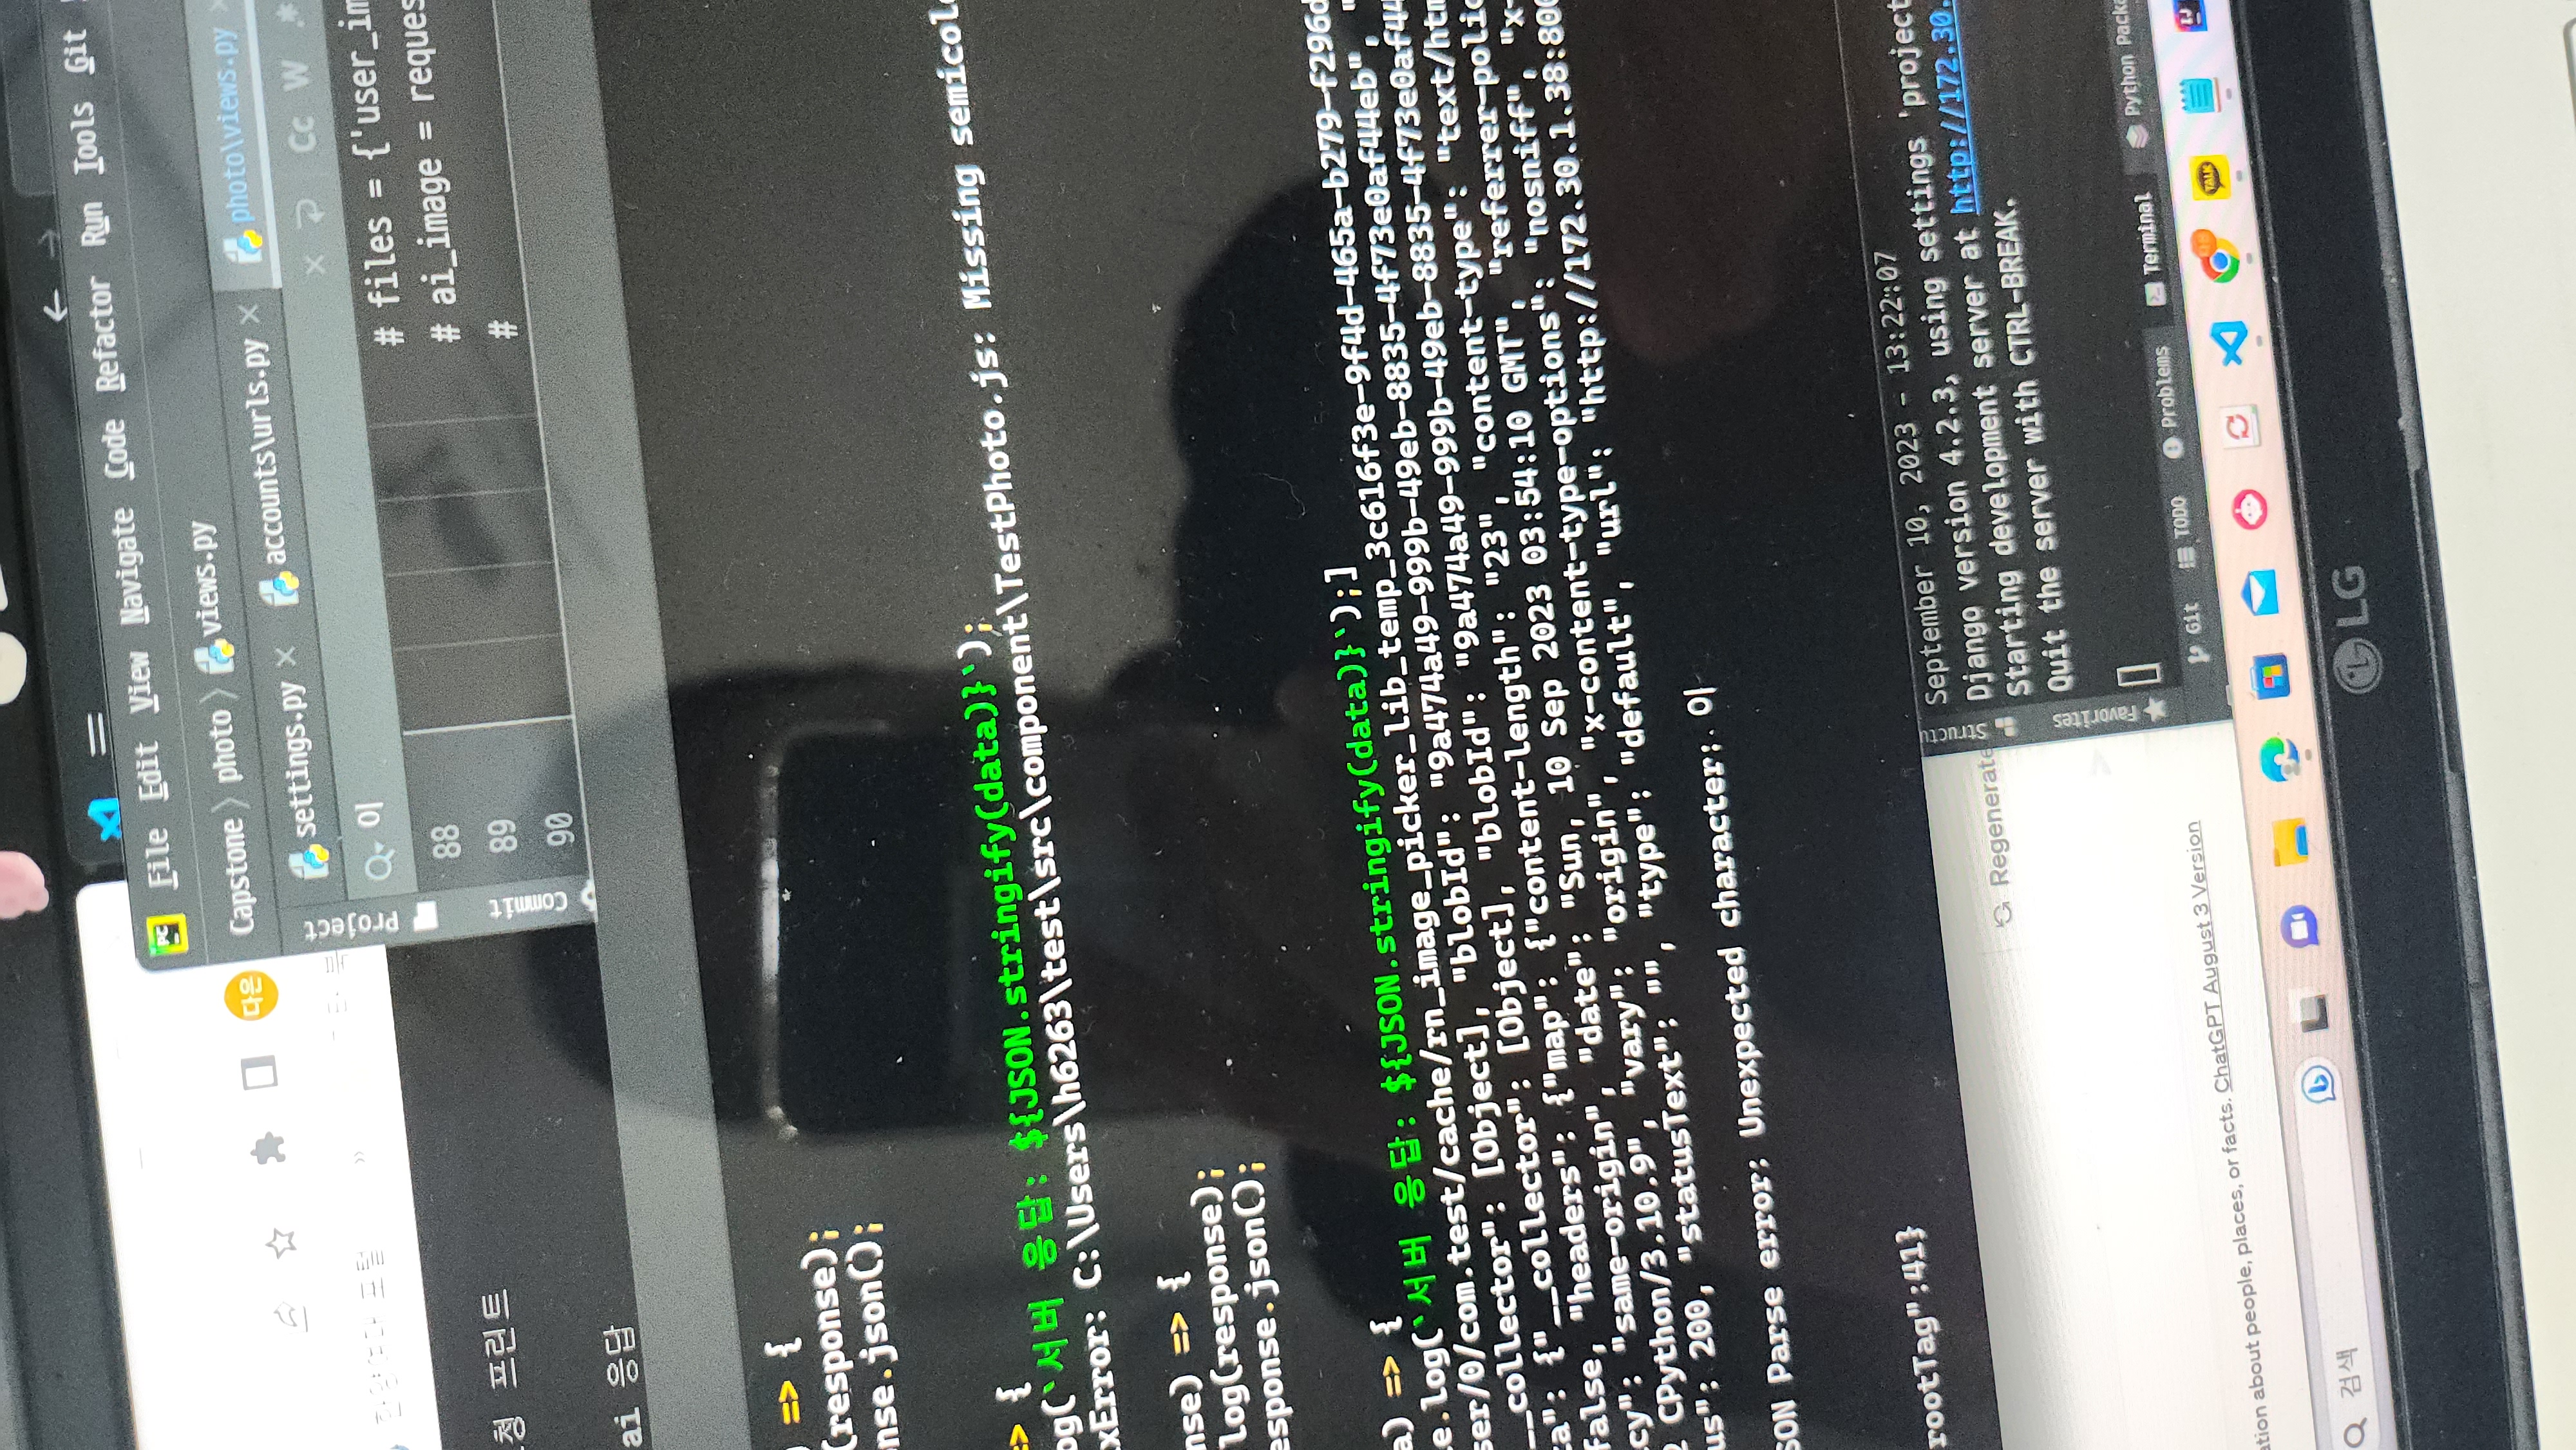 File Edit View Navigate Code Refactor Run Tools Git
Capstone photo views.py
다은
settings.py accounts\urls.py photo\views.py
Project
Cc W .*
이
# files = {'user_im
88 # ai_image = reques
89 #
90
Commit
청 프린트
ai 응답
) => {
(response);
nse.json();
=> {
og(`서버 응답: ${JSON.stringify(data)}`);
xError: C:\Users\h6263\test\src\component\TestPhoto.js: Missing semicol
nse) => {
log(response);
esponse.json();
a) => {
e.log(`서버 응답: ${JSON.stringify(data)}`);]
ser/0/com.test/cache/rn_image_picker_lib_temp_3c616f3e-9f4d-465a-b279-f296d
__collector": [Object], "blobId": "9a474a49-999b-49eb-8835-4f73e0af44eb", "
ta": {"__collector": [Object], "blobId": "9a474a49-999b-49eb-8835-4f73e0af44
false, "headers": {"map": {"content-length": "23", "content-type": "text/htm
cy": "same-origin", "date": "Sun, 10 Sep 2023 03:54:10 GMT", "referrer-polic
2 CPython/3.10.9", "vary": "origin", "x-content-type-options": "nosniff", "x-
us": 200, "statusText": "", "type": "default", "url": "http://172.30.1.38:800
SON Parse error: Unexpected character: 이
rootTag":41}
September 10, 2023 - 13:22:07
Django version 4.2.3, using settings 'project
Starting development server at http://172.30.
Quit the server with CTRL-BREAK.
Regenerate
Structu
Favorites
Git TODO Problems Terminal Python Packa
ation about people, places, or facts. ChatGPT August 3 Version
TALK
검색
LG